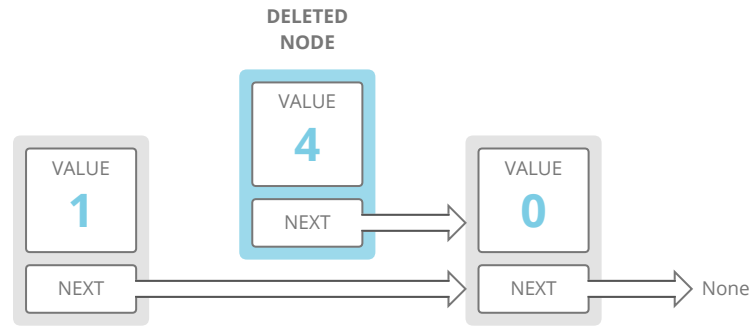 DELETED
NODE
VALUE
4
NEXT
VALUE
1
NEXT
VALUE
0
NEXT
None